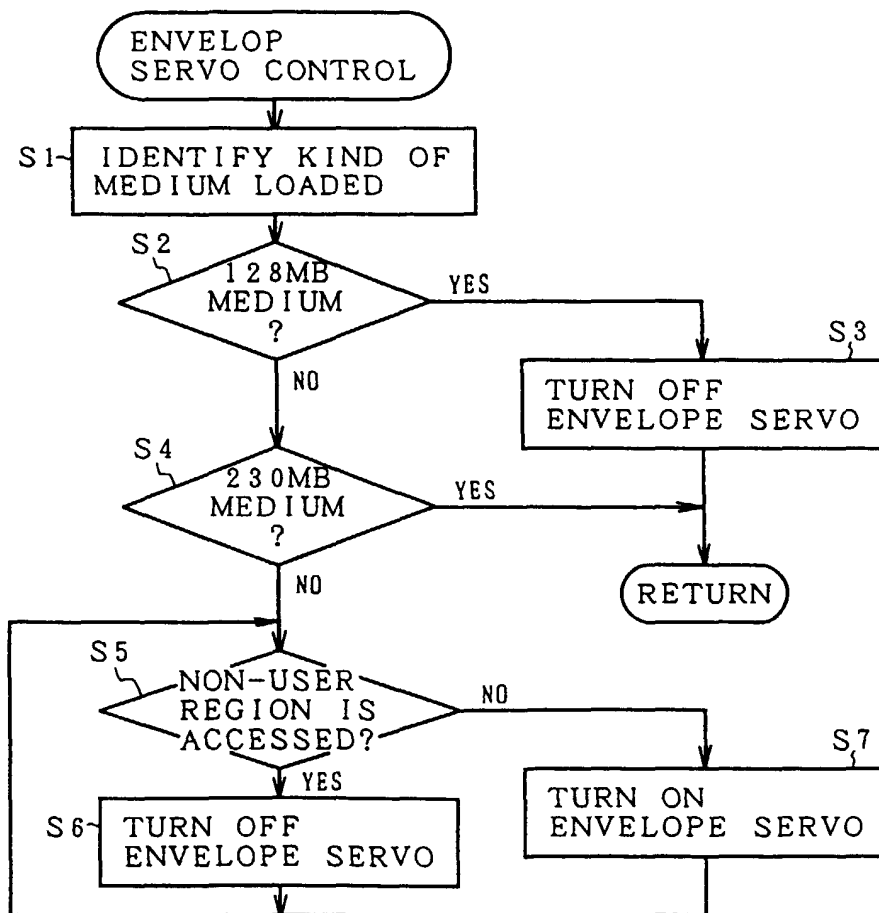 ENVELOP
SERVO CONTROL
S1
IDENTIFY KIND OF
MEDIUM LOADED
S2
128MB
MEDIUM
?
YES
NO
S3
TURN OFF
ENVELOPE SERVO
S4
230MB
MEDIUM
?
YES
NO
RETURN
S5
NON-USER
REGION IS
ACCESSED?
NO
YES
S6
TURN OFF
ENVELOPE SERVO
S7
TURN ON
ENVELOPE SERVO